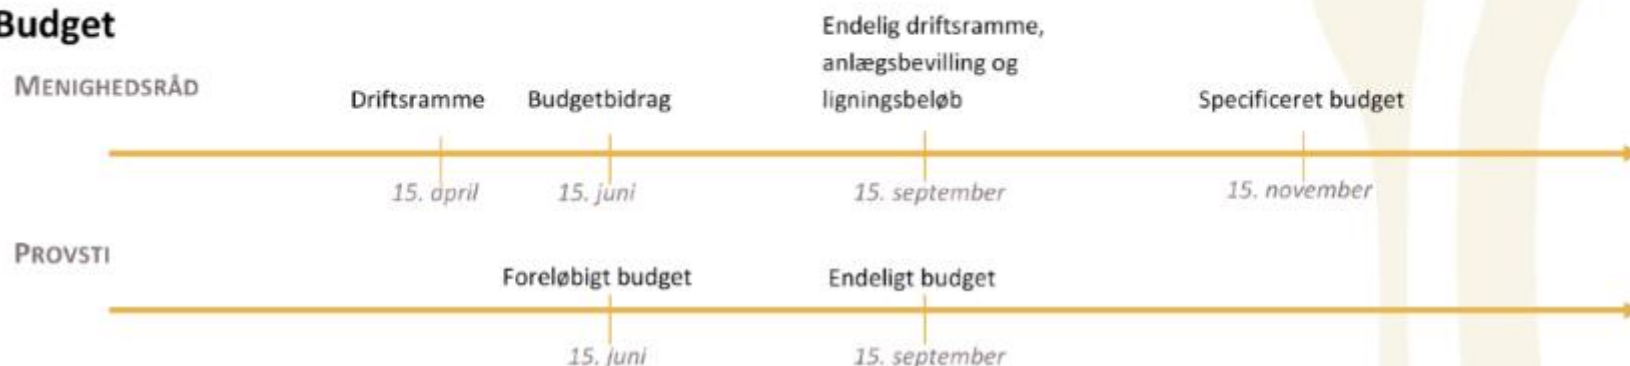 Budget
MENIGHEDSRÅD
Driftsramme
Budgetbidrag
Endelig driftsramme,
anlægsbevilling og
ligningsbeløb
Specificeret budget
15. april
15. juni
15. september
15. november
PROVSTI
Foreløbigt budget
Endeligt budget
15. juni
15. september